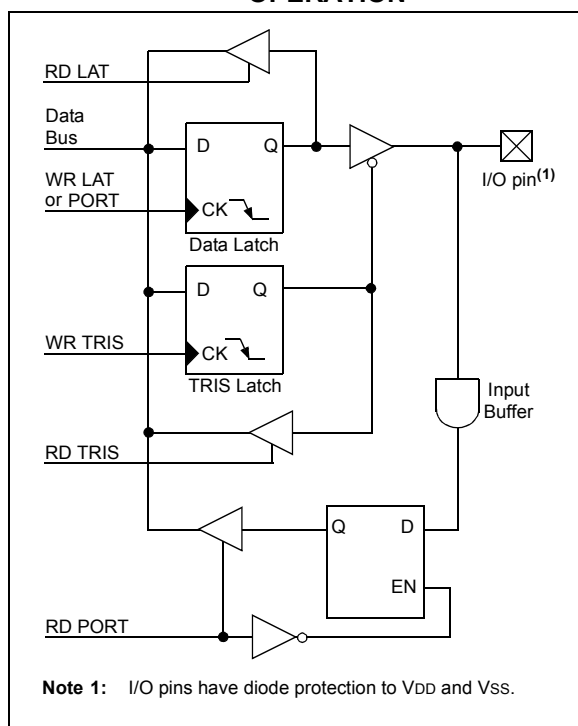 OPERATION
RD LAT
Data
Bus
D Q
WR LAT
or PORT
CK
Data Latch
I/O pin(1)
D Q
WR TRIS
CK
TRIS Latch
Input
Buffer
RD TRIS
Q D
EN
RD PORT
Note 1: I/O pins have diode protection to VDD and VSS.